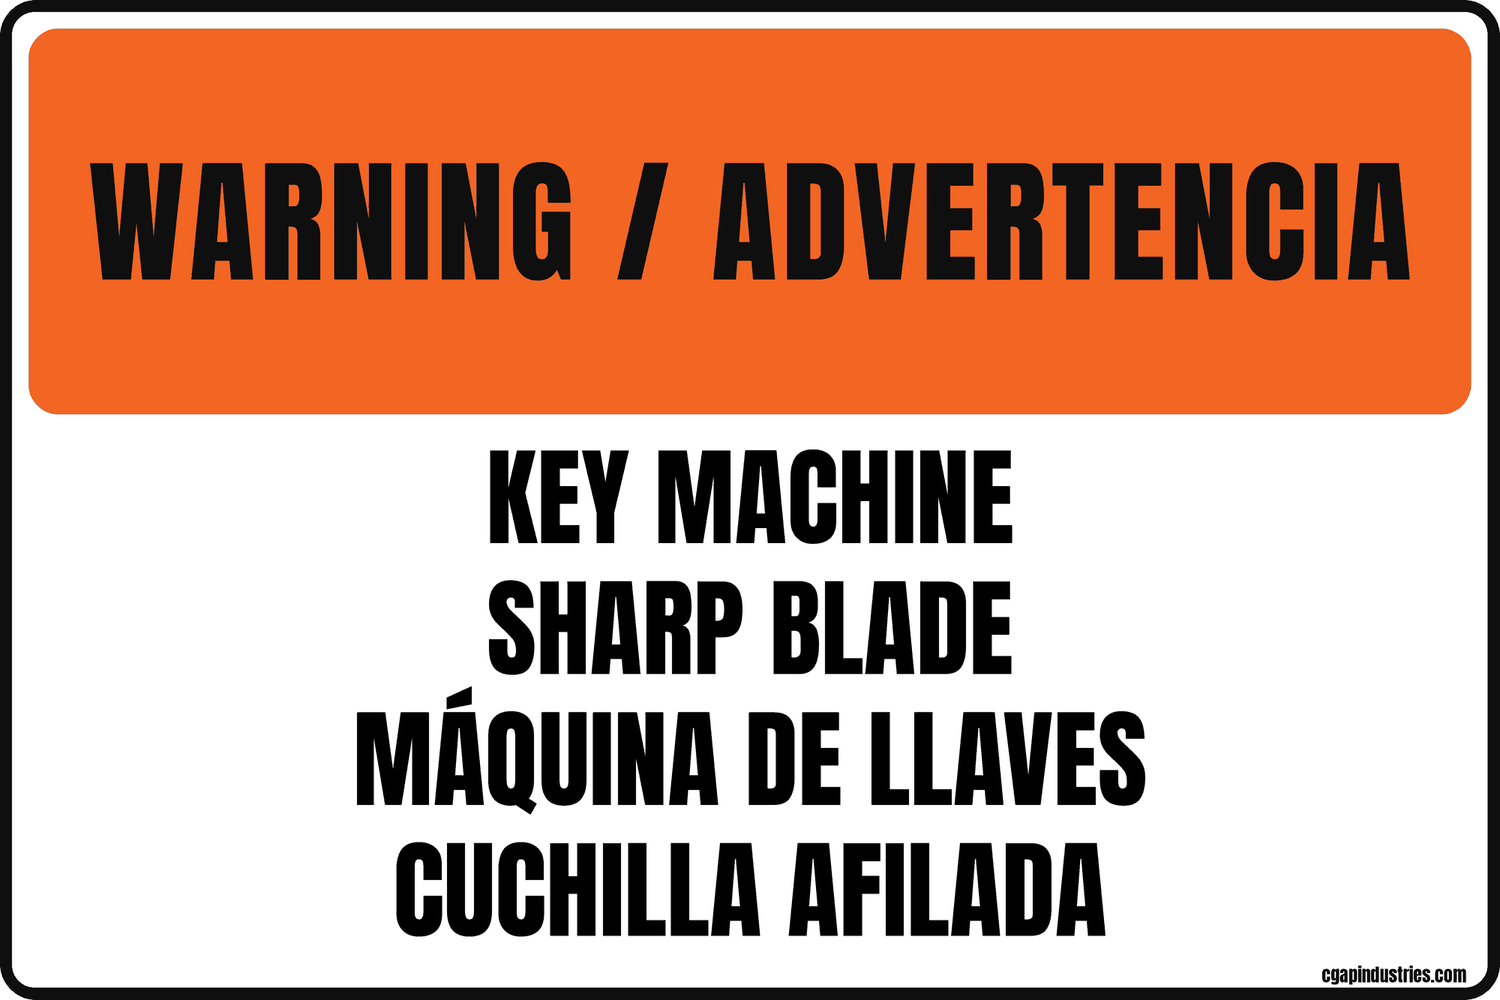 WARNING / ADVERTENCIA
KEY MACHINE
SHARP BLADE
MÁQUINA DE LLAVES
CUCHILLA AFILADA
cgapindustries.com